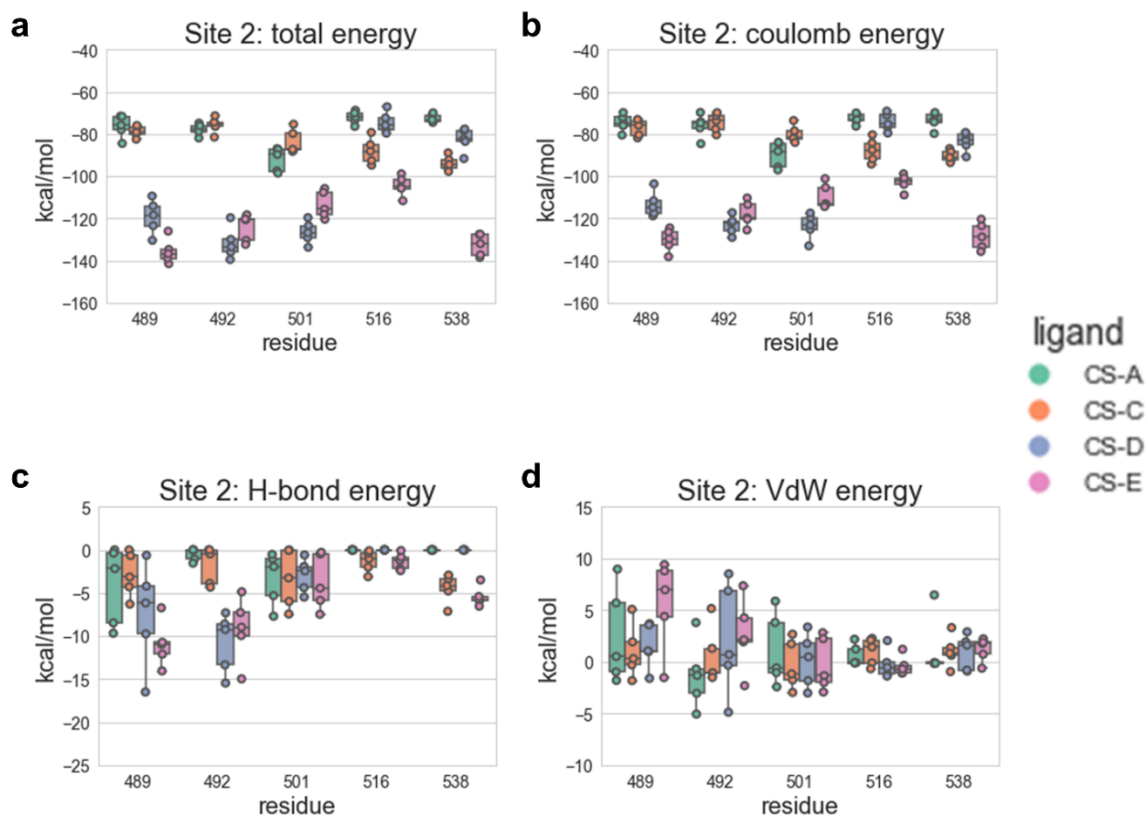 a
Site 2: total energy
kcal/mol
−40
−60
−80
−100
−120
−140
−160
489 492 501 516 538
residue
b
Site 2: coulomb energy
kcal/mol
−40
−60
−80
−100
−120
−140
−160
489 492 501 516 538
residue
ligand
CS-A
CS-C
CS-D
CS-E
c
Site 2: H-bond energy
kcal/mol
5
0
−5
−10
−15
−20
−25
489 492 501 516 538
residue
d
Site 2: VdW energy
kcal/mol
15
10
5
0
−5
−10
489 492 501 516 538
residue